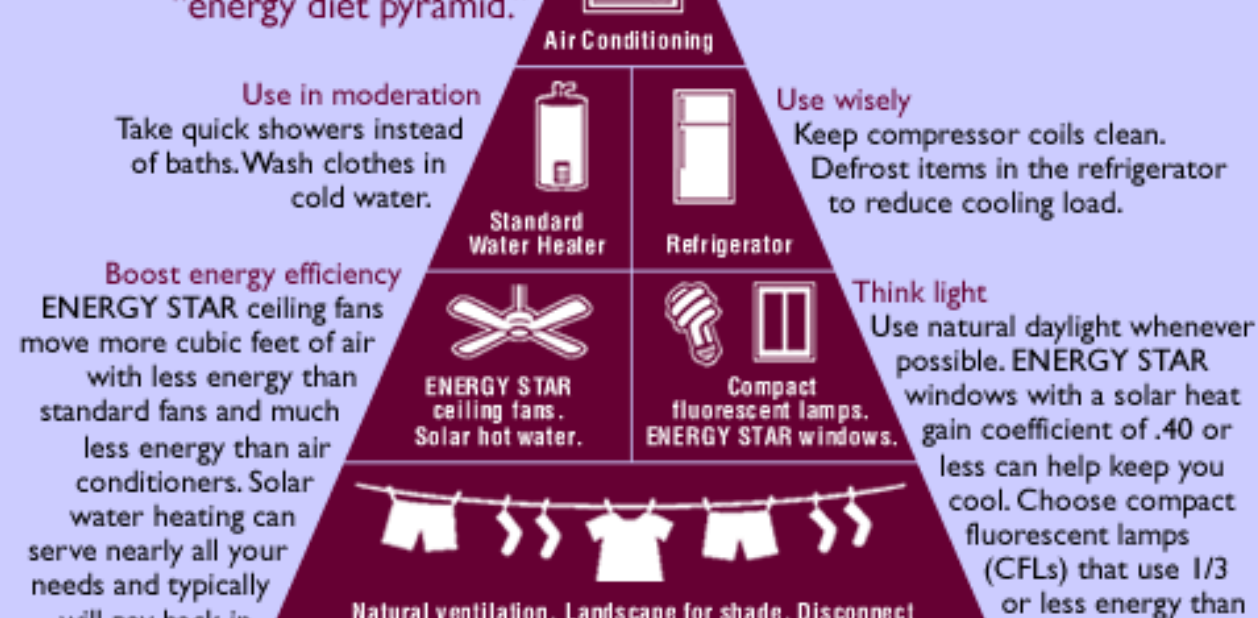 "energy diet pyramid.
Air Conditioning
Use in moderation
Take quick showers instead
of baths. Wash clothes in
cold water.
Standard
Water Heater
Refrigerator
Use wisely
Keep compressor coils clean.
Defrost items in the refrigerator
to reduce cooling load.
Boost energy efficiency
ENERGY STAR ceiling fans
move more cubic feet of air
with less energy than
standard fans and much
less energy than air
conditioners. Solar
water heating can
serve nearly all your
needs and typically
will pay back in
ENERGY STAR
ceiling fans.
Solar hot water.
Compact
fluorescent lamps.
ENERGY STAR windows.
Think light
Use natural daylight whenever
possible. ENERGY STAR
windows with a solar heat
gain coefficient of .40 or
less can help keep you
cool. Choose compact
fluorescent lamps
(CFLs) that use 1/3
or less energy than
Natural ventilation. Landscape for shade. Disconnect